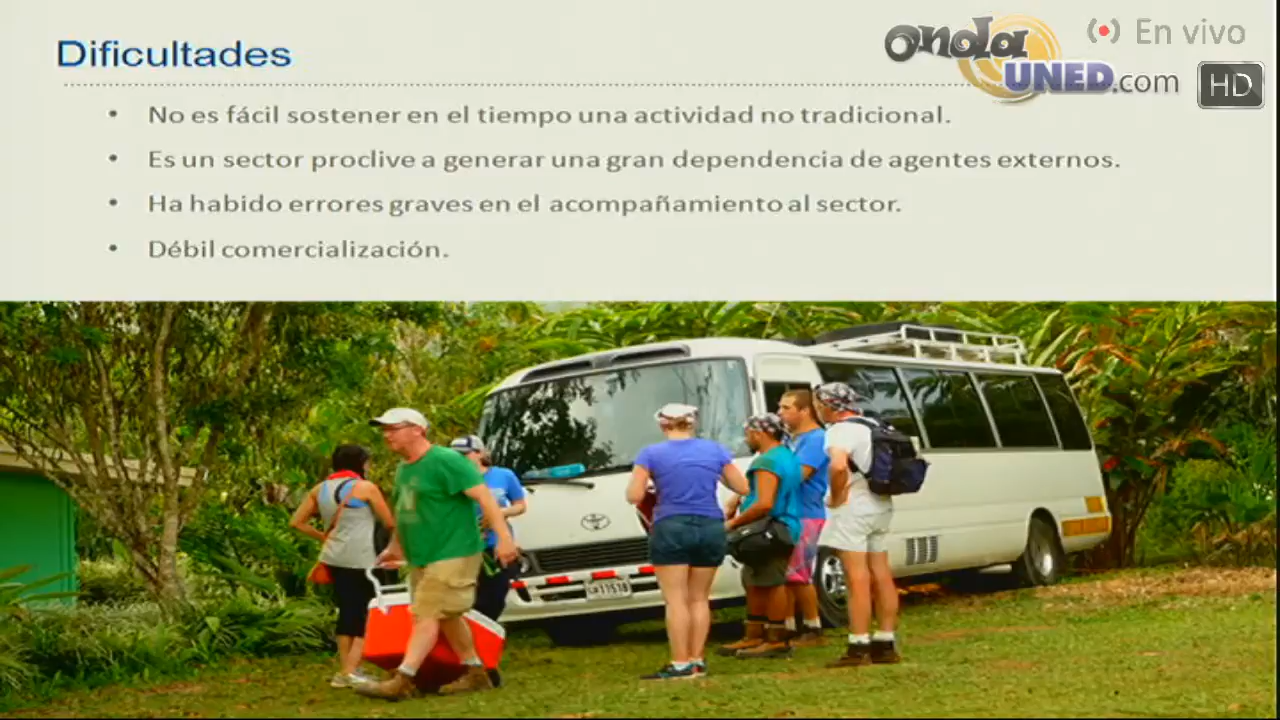 Dificultades
onda
UNED.com
En vivo
HD
• No es fácil sostener en el tiempo una actividad no tradicional.
• Es un sector proclive a generar una gran dependencia de agentes externos.
• Ha habido errores graves en el acompañamiento al sector.
• Débil comercialización.